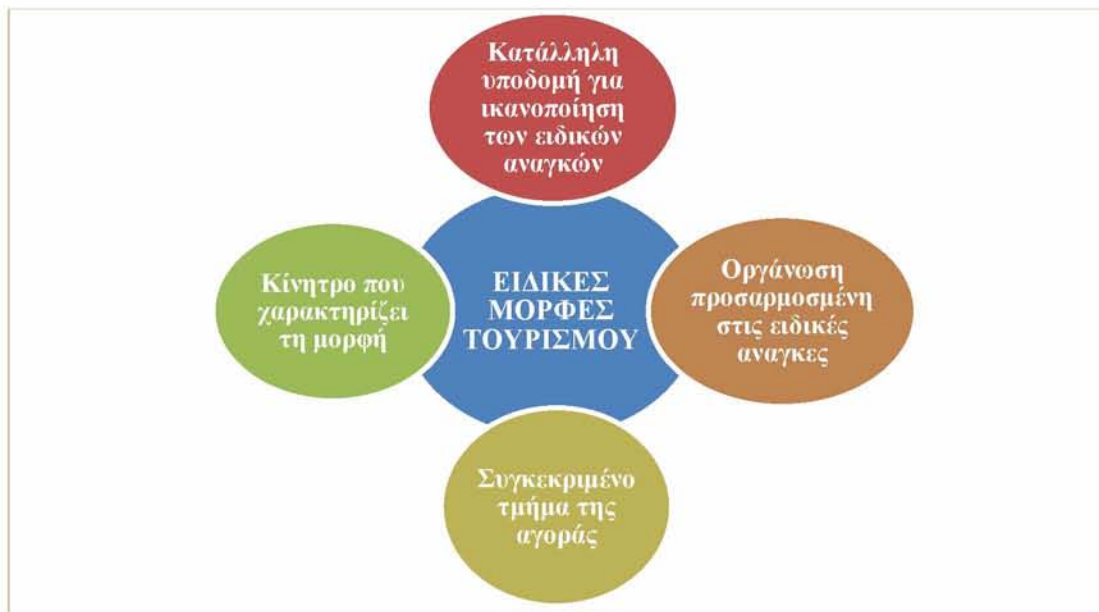 Κατάλληλη
υποδομή για
ικανοποίηση
των ειδικών
αναγκών
Κίνητρο που
χαρακτηρίζει
τη μορφή
ΕΙΔΙΚΕΣ
ΜΟΡΦΕΣ
ΤΟΥΡΙΣΜΟΥ
Οργάνωση
προσαρμοσμένη
στις ειδικές
αναγκες
Συγκεκριμένο
τμήμα της
αγοράς